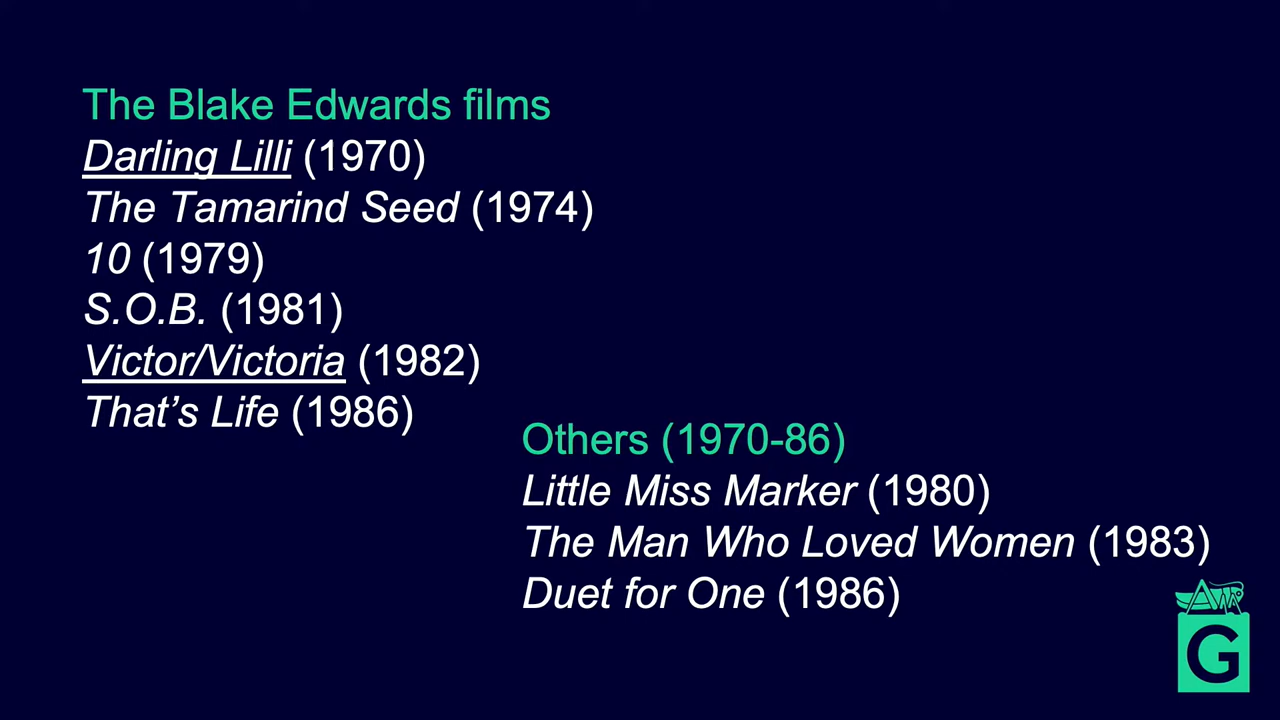 The Blake Edwards films
Darling Lilli (1970)
The Tamarind Seed (1974)
10 (1979)
S.O.B. (1981)
Victor/Victoria (1982)
That’s Life (1986)
Others (1970-86)
Little Miss Marker (1980)
The Man Who Loved Women (1983)
Duet for One (1986)
G